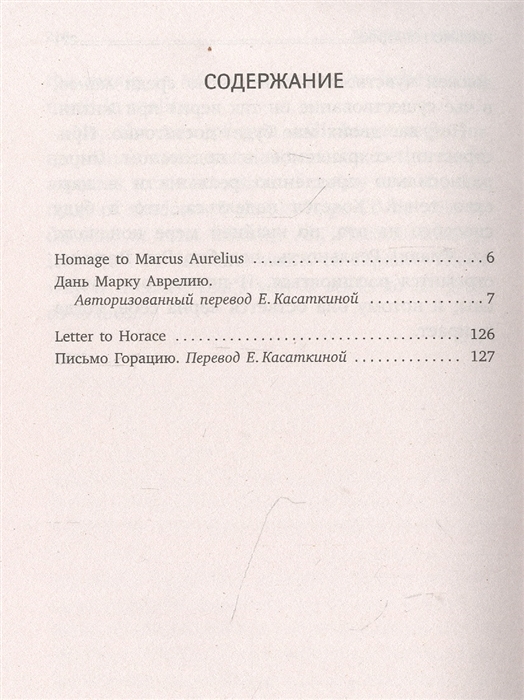 СОДЕРЖАНИЕ
Homage to Marcus Aurelius . . . . . . . . . . . . . . . . . . . . . . . . . . . . 6
Дань Марку Аврелию.
Авторизованный перевод Е. Касаткиной . . . . . . . . . . . . 7
Letter to Horace . . . . . . . . . . . . . . . . . . . . . . . . . . . . . . . . . . . . . 126
Письмо Горацию. Перевод Е. Касаткиной . . . . . . . . . . . . . . 127